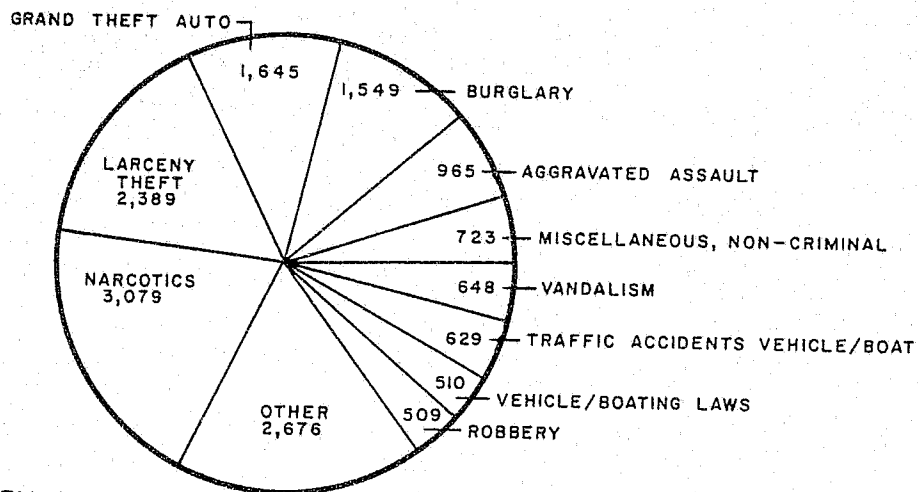 GRAND THEFT AUTO
1,645
1,549
BURGLARY
965
AGGRAVATED ASSAULT
LARCENY
THEFT
2,389
723
MISCELLANEOUS, NON-CRIMINAL
NARCOTICS
3,079
648
VANDALISM
629
TRAFFIC ACCIDENTS VEHICLE/BOAT
510
VEHICLE/BOATING LAWS
OTHER
2,676
509
ROBBERY